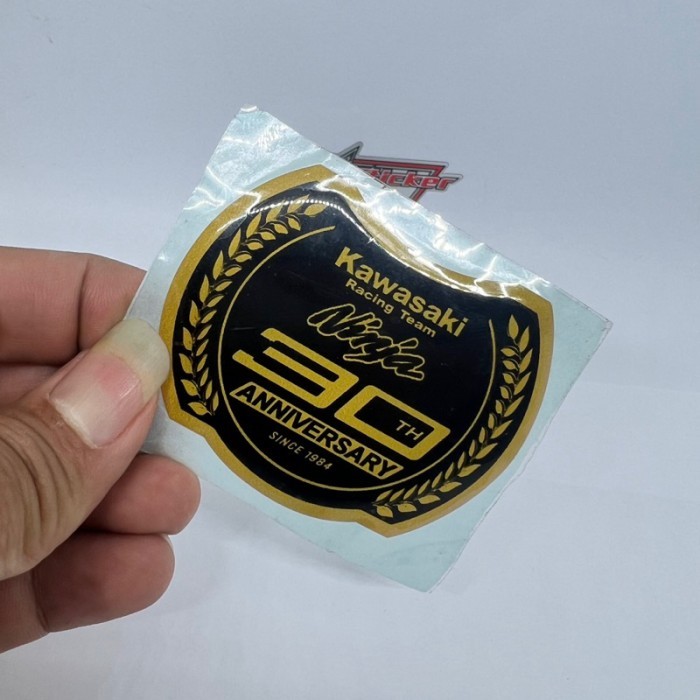 Kawasaki
Racing Team
Ninja
30TH
ANNIVERSARY
SINCE 1984